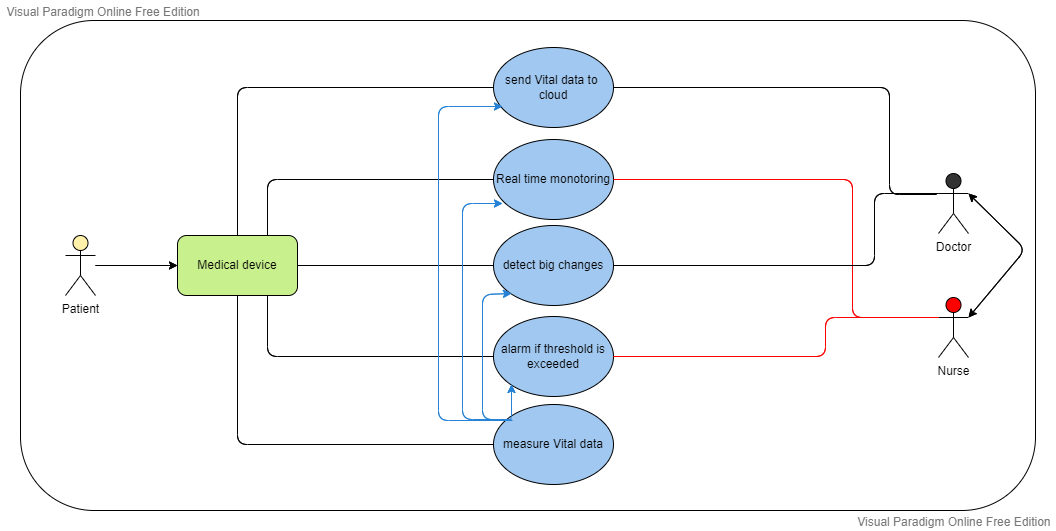 Visual Paradigm Online Free Edition
send Vital data to
cloud
Real time monotoring
Medical device
detect big changes
Doctor
Patient
alarm if threshold is
exceeded
Nurse
measure Vital data
Visual Paradigm Online Free Edition